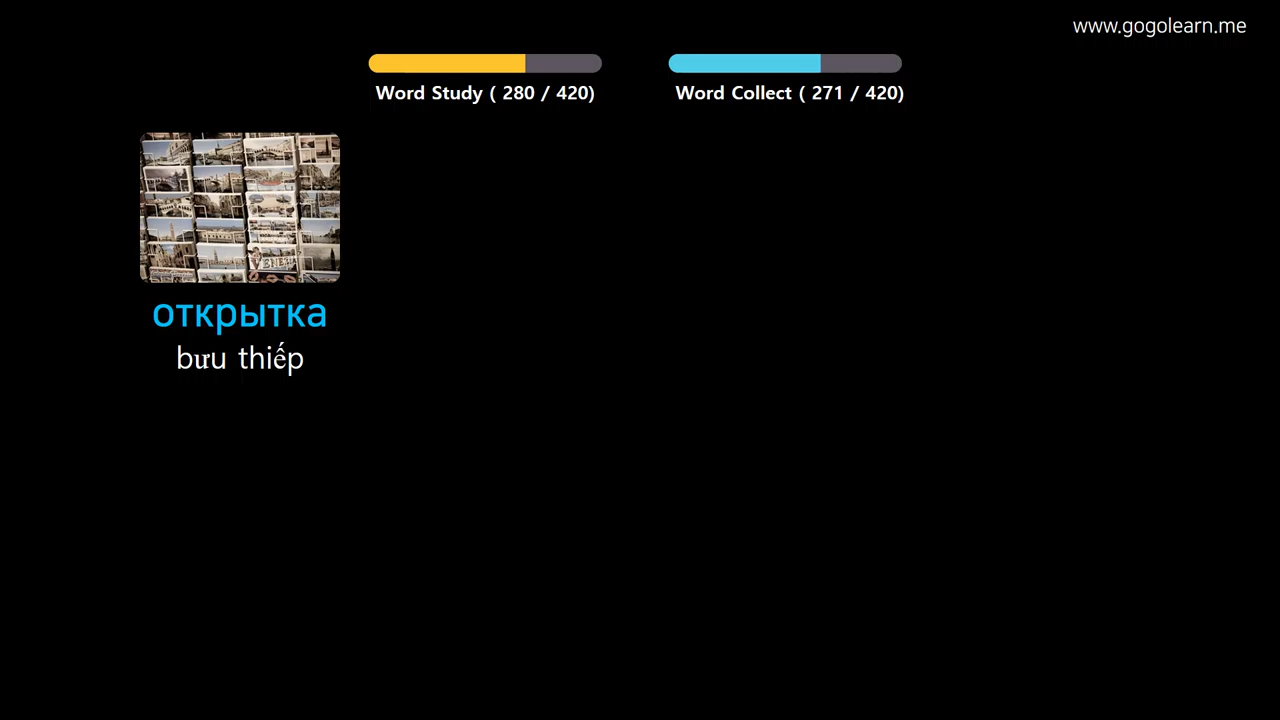 www.gogolearn.me
Word Study ( 280 / 420)
Word Collect ( 271 / 420)
открытка
bưu thiếp